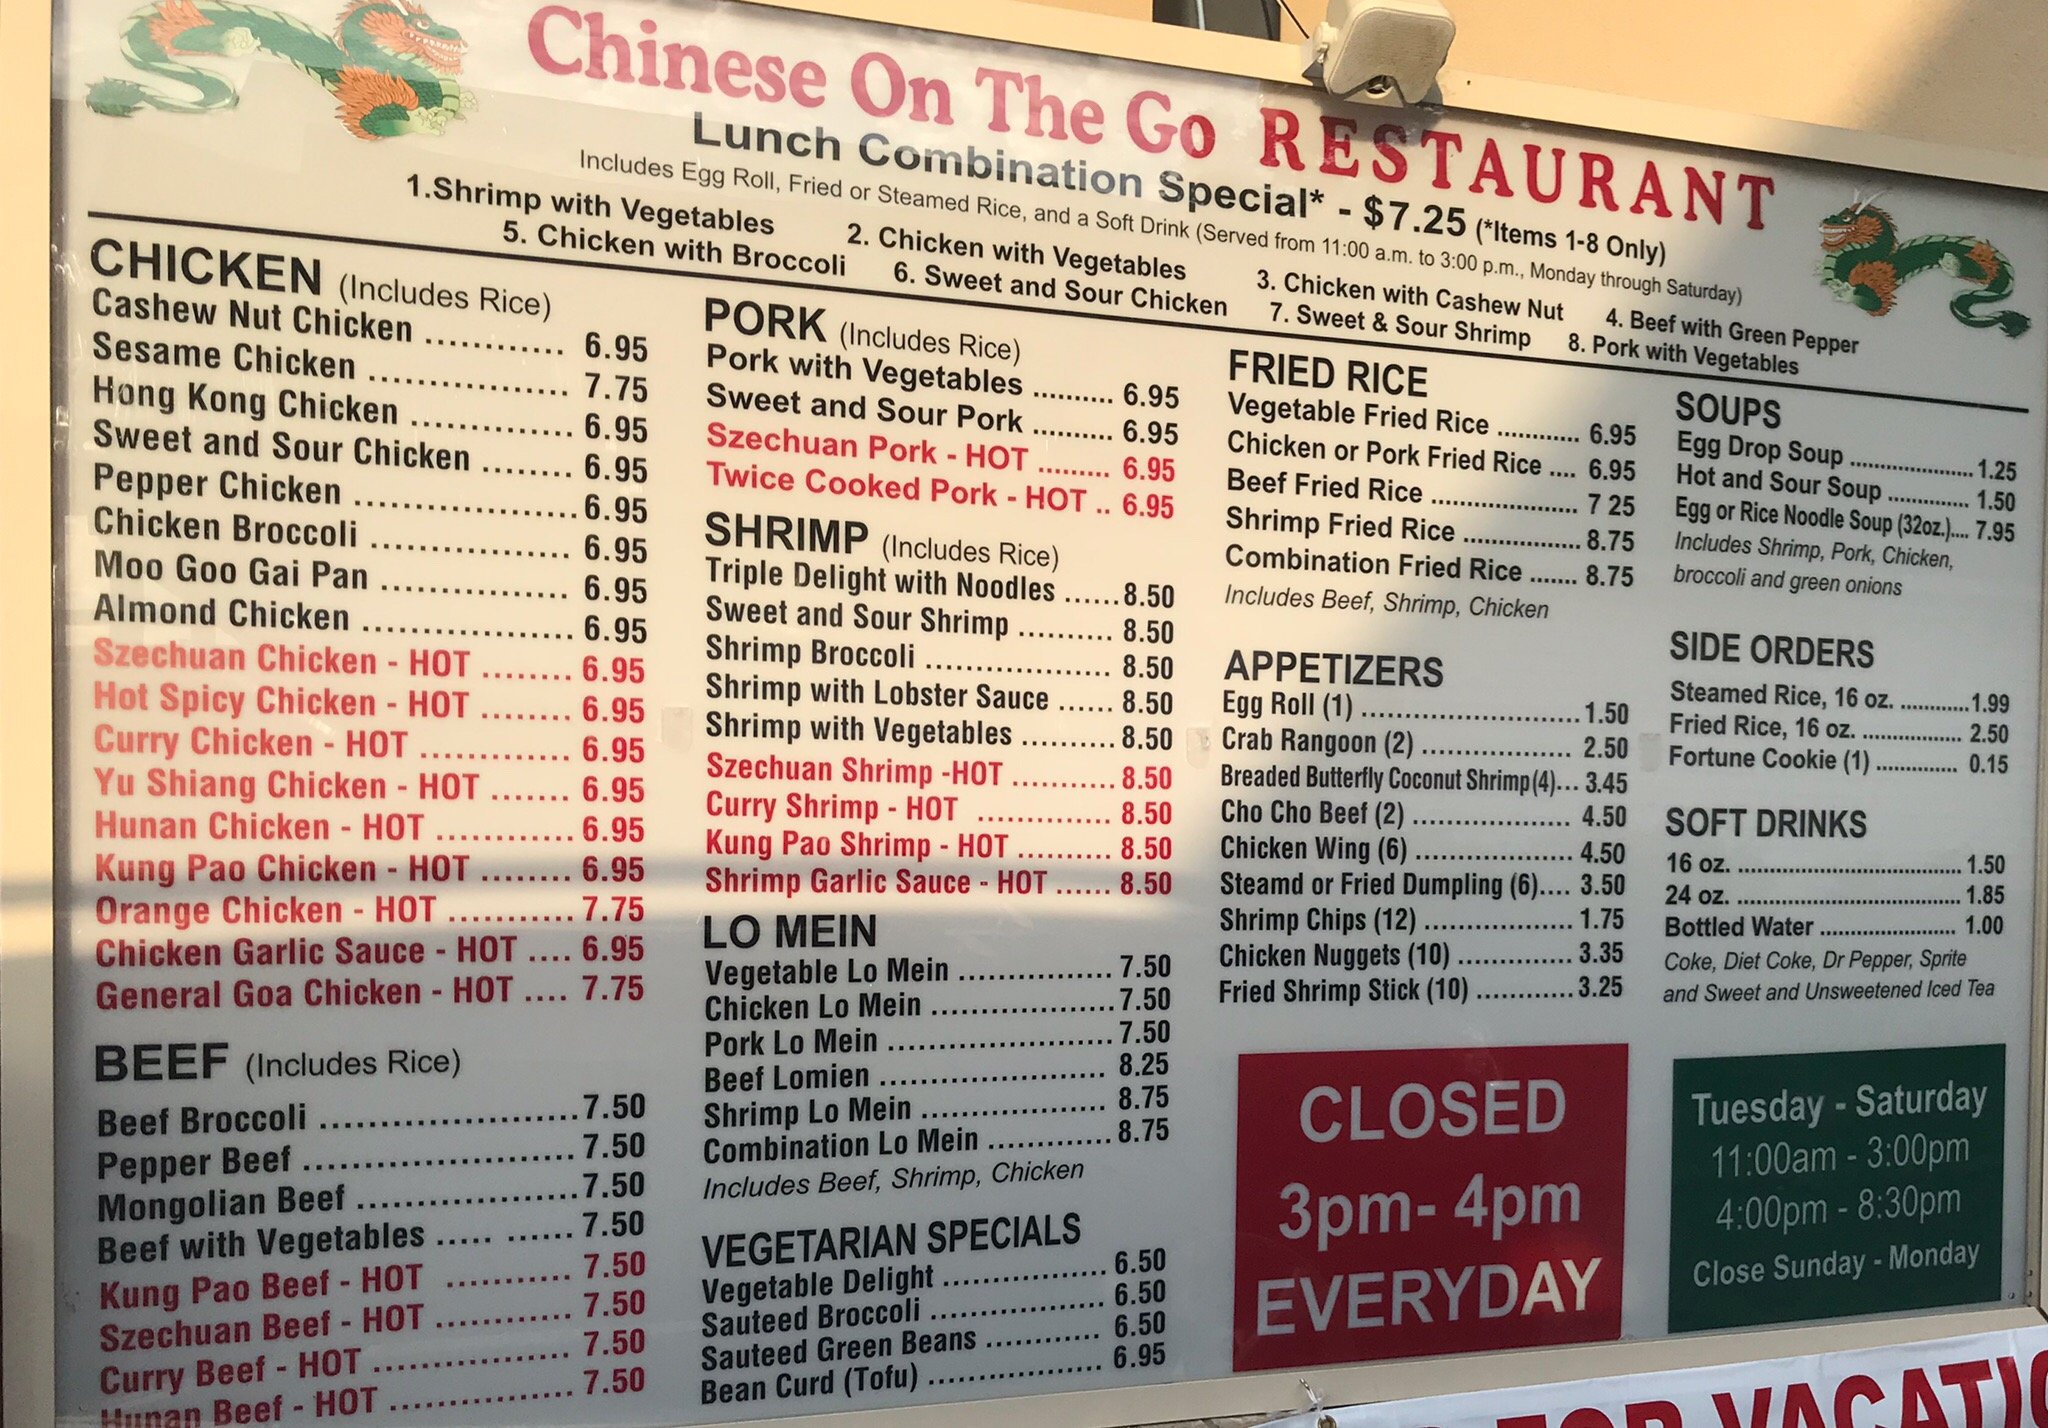 Chinese On The Go RESTAURANT
Lunch Combination Special* - $7.25 (*Items 1-8 Only)
Includes Egg Roll, Fried or Steamed Rice, and a Soft Drink (Served from 11:00 a.m. to 3:00 p.m., Monday through Saturday)
1.Shrimp with Vegetables 2. Chicken with Vegetables 3. Chicken with Cashew Nut 4. Beef with Green Pepper
5. Chicken with Broccoli 6. Sweet and Sour Chicken 7. Sweet & Sour Shrimp 8. Pork with Vegetables
CHICKEN (Includes Rice)
Cashew Nut Chicken ............ 6.95
Sesame Chicken .................. 7.75
Hong Kong Chicken .............. 6.95
Sweet and Sour Chicken ........ 6.95
Pepper Chicken ................... 6.95
Chicken Broccoli .................. 6.95
Moo Goo Gai Pan ................ 6.95
Almond Chicken .................. 6.95
Szechuan Chicken - HOT ........ 6.95
Hot Spicy Chicken - HOT ........ 6.95
Curry Chicken - HOT ............. 6.95
Yu Shiang Chicken - HOT ....... 6.95
Hunan Chicken - HOT ............ 6.95
Kung Pao Chicken - HOT ........ 6.95
Orange Chicken - HOT ........... 7.75
Chicken Garlic Sauce - HOT .... 6.95
General Goa Chicken - HOT .... 7.75
BEEF (Includes Rice)
Beef Broccoli ...................... 7.50
Pepper Beef ....................... 7.50
Mongolian Beef ................... 7.50
Beef with Vegetables ..... ...... 7.50
Kung Pao Beef - HOT ........... 7.50
Szechuan Beef - HOT ............ 7.50
Curry Beef - HOT ................. 7.50
Hunan Beef - HOT ................ 7.50
PORK (Includes Rice)
Pork with Vegetables .......... 6.95
Sweet and Sour Pork .......... 6.95
Szechuan Pork - HOT ......... 6.95
Twice Cooked Pork - HOT .. 6.95
SHRIMP (Includes Rice)
Triple Delight with Noodles ...... 8.50
Sweet and Sour Shrimp .......... 8.50
Shrimp Broccoli .................. 8.50
Shrimp with Lobster Sauce ...... 8.50
Shrimp with Vegetables .......... 8.50
Szechuan Shrimp -HOT ........... 8.50
Curry Shrimp - HOT ............. 8.50
Kung Pao Shrimp - HOT .......... 8.50
Shrimp Garlic Sauce - HOT ...... 8.50
LO MEIN
Vegetable Lo Mein ................ 7.50
Chicken Lo Mein ................... 7.50
Pork Lo Mein ....................... 7.50
Beef Lomien ....................... 8.25
Shrimp Lo Mein ................... 8.75
Combination Lo Mein ............. 8.75
Includes Beef, Shrimp, Chicken
VEGETARIAN SPECIALS
Vegetable Delight ................. 6.50
Sauteed Broccoli .................. 6.50
Sauteed Green Beans ............ 6.50
Bean Curd (Tofu) .................. 6.95
FRIED RICE
Vegetable Fried Rice ............ 6.95
Chicken or Pork Fried Rice .... 6.95
Beef Fried Rice ..................... 7 25
Shrimp Fried Rice ................. 8.75
Combination Fried Rice ....... 8.75
Includes Beef, Shrimp, Chicken
APPETIZERS
Egg Roll (1) .......................... 1.50
Crab Rangoon (2) ................... 2.50
Breaded Butterfly Coconut Shrimp(4)... 3.45
Cho Cho Beef (2) .................... 4.50
Chicken Wing (6) .................... 4.50
Steamd or Fried Dumpling (6).... 3.50
Shrimp Chips (12) .................. 1.75
Chicken Nuggets (10) ............. 3.35
Fried Shrimp Stick (10) ............ 3.25
CLOSED
3pm- 4pm
EVERYDAY
SOUPS
Egg Drop Soup ..................... 1.25
Hot and Sour Soup .............. 1.50
Egg or Rice Noodle Soup (32oz.).... 7.95
Includes Shrimp, Pork, Chicken,
broccoli and green onions
SIDE ORDERS
Steamed Rice, 16 oz. ............ 1.99
Fried Rice, 16 oz. ................. 2.50
Fortune Cookie (1) .............. 0.15
SOFT DRINKS
16 oz. ..................................... 1.50
24 oz. ..................................... 1.85
Bottled Water ....................... 1.00
Coke, Diet Coke, Dr Pepper, Sprite
and Sweet and Unsweetened Iced Tea
Tuesday - Saturday
11:00am - 3:00pm
4:00pm - 8:30pm
Close Sunday - Monday
FOR